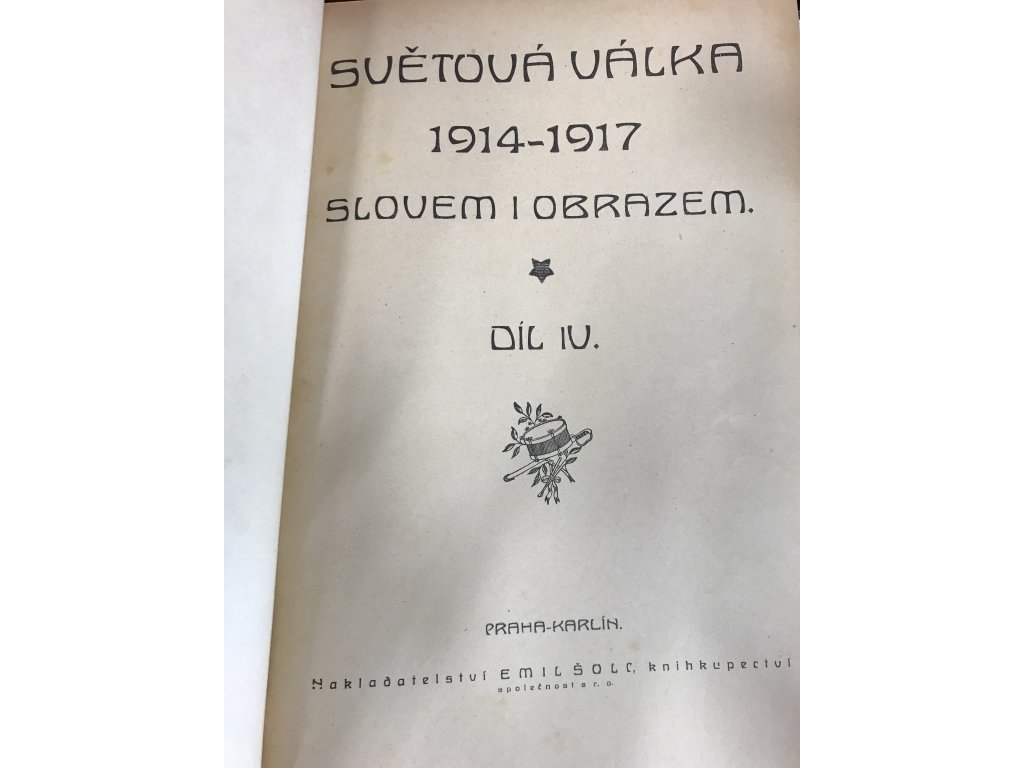 SVĚTOVÁ VÁLKA
1914-1917
SLOVEM I OBRAZEM.
DÍL IV.
PRAHA-KARLÍN.
Nakladatelství EMIL ŠOLC, knihkupectví
společnost s r. o.